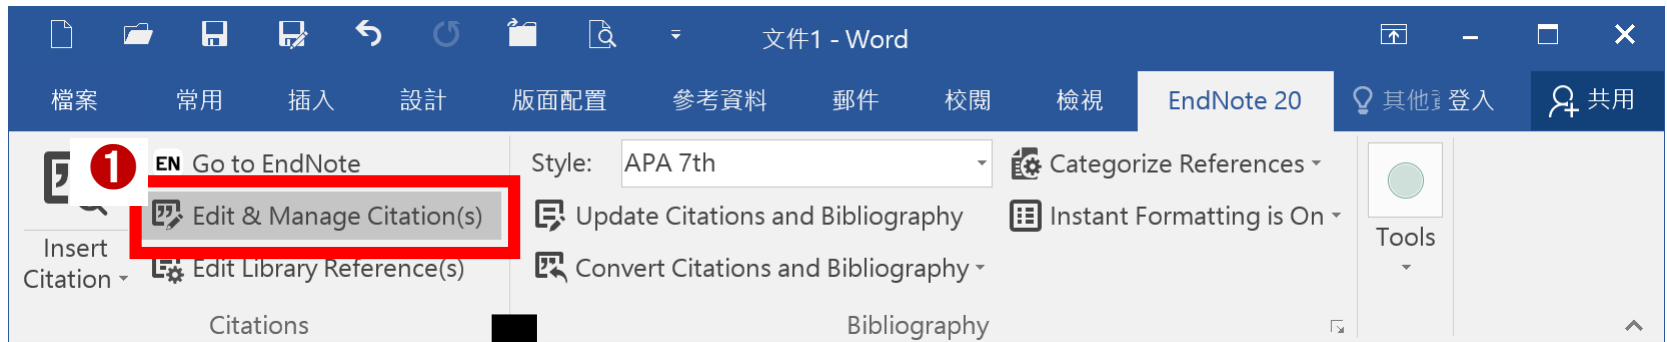 文件1 - Word
檔案 常用 插入 設計 版面配置 參考資料 郵件 校閱 檢視 EndNote 20 其他 登入 共用
1
EN Go to EndNote
Edit & Manage Citation(s)
Edit Library Reference(s)
Insert
Citation
Citations
Style: APA 7th
Update Citations and Bibliography
Convert Citations and Bibliography
Categorize References
Instant Formatting is On
Bibliography
Tools